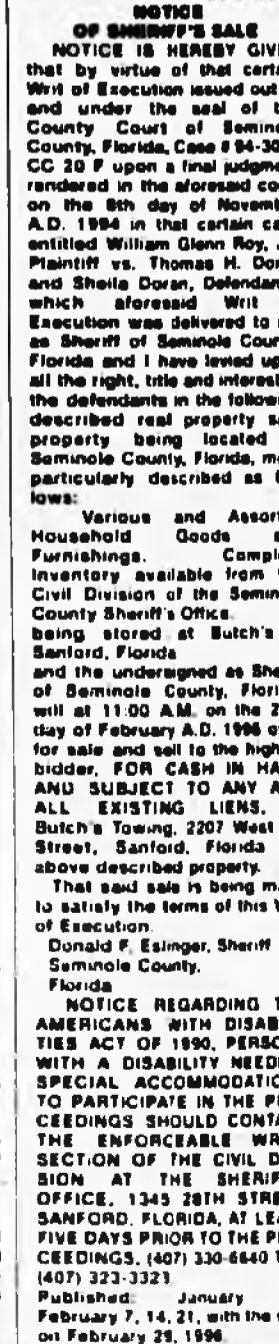 NOTICE
OF SHERIFF'S SALE
NOTICE IS HEREBY GIV
that by virtue of that certa
Writ of Execution issued out
and under the seal of t
County Court of Semino
County, Florida, Case # 94-30
CC 20 F upon a final judgme
rendered in the aforesaid co
on the 8th day of Novemb
A.D. 1994 in that certain ca
entitled William Glenn Roy, J
Plaintiff vs. Thomas H. Dor
and Sheila Doran, Defendan
which aforesaid Writ
Execution was delivered to
as Sheriff of Seminole Coun
Florida and I have levied up
all the right, title and interes
the defendants in the follow
described real property s
property being located
Seminole County, Florida, m
particularly described as f
lows:
Various and Assort
Household Goods a
Furnishings. Compl
Inventory available from
Civil Division of the Semin
County Sheriff's Office.
being stored at Butch's
Sanford, Florida
and the undersigned as She
of Seminole County, Flori
will at 11:00 A.M. on the 2
day of February A.D. 1996 o
for sale and sell to the high
bidder, FOR CASH IN HA
AND SUBJECT TO ANY A
ALL EXISTING LIENS,
Butch's Towing, 2207 West
Street, Sanford, Florida
above described property.
That said sale is being m
to satisfy the terms of this W
of Execution.
Donald F. Eslinger, Sheriff
Seminole County,
Florida
NOTICE REGARDING T
AMERICANS WITH DISAB
TIES ACT OF 1990, PERSO
WITH A DISABILITY NEEDI
SPECIAL ACCOMMODATIO
TO PARTICIPATE IN THE P
CEEDINGS SHOULD CONTA
THE ENFORCEABLE WR
SECTION OF THE CIVIL D
SION AT THE SHERIF
OFFICE, 1345 28TH STRE
SANFORD, FLORIDA, AT LEA
FIVE DAYS PRIOR TO THE P
CEEDINGS. (407) 330-6640 T
(407) 323-3323
Published: January
February 7, 14, 21, with the
on February 28, 1996